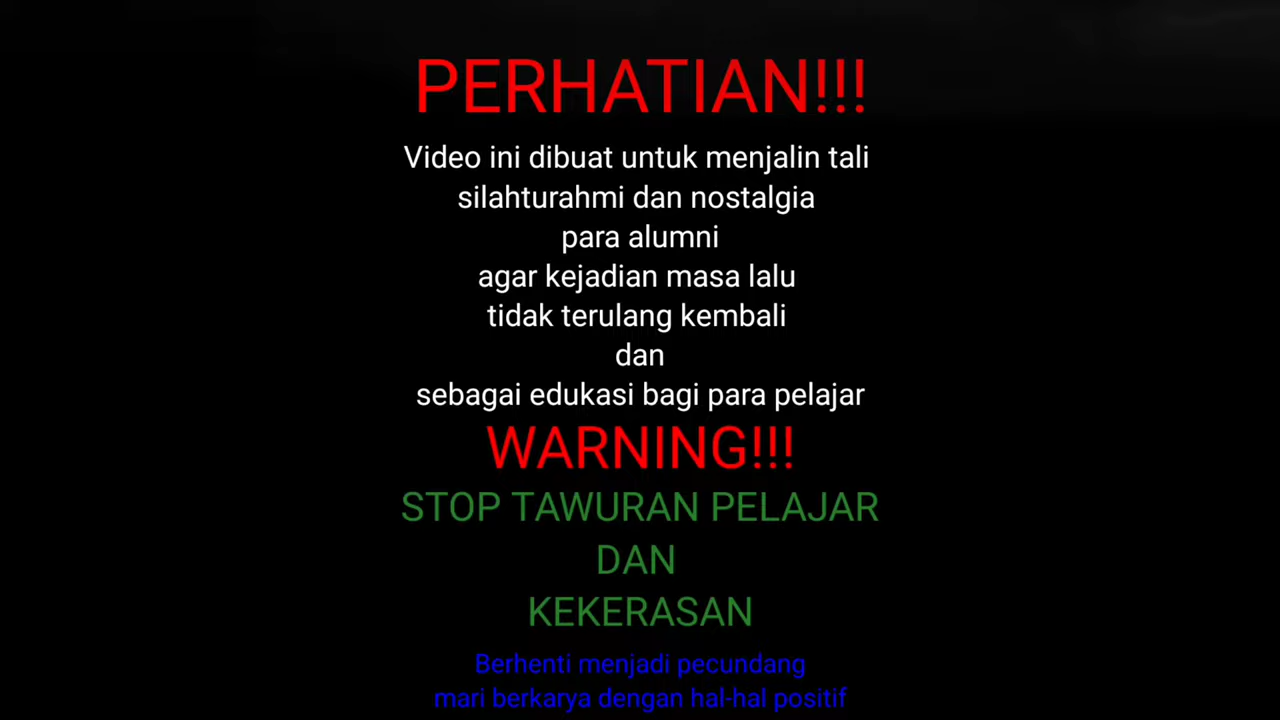 PERHATIAN!!!
Video ini dibuat untuk menjalin tali
silahturahmi dan nostalgia
para alumni
agar kejadian masa lalu
tidak terulang kembali
dan
sebagai edukasi bagi para pelajar
WARNING!!!
STOP TAWURAN PELAJAR
DAN
KEKERASAN
Berhenti menjadi pecundang
mari berkarya dengan hal-hal positif